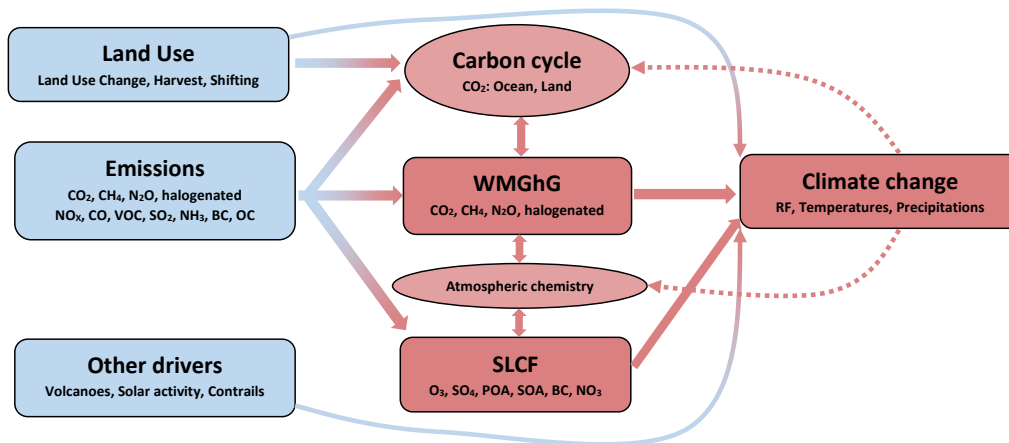 Land Use
Land Use Change, Harvest, Shifting
Carbon cycle
CO₂: Ocean, Land
Emissions
CO₂, CH₄, N₂O, halogenated
NOₓ, CO, VOC, SO₂, NH₃, BC, OC
WMGhG
CO₂, CH₄, N₂O, halogenated
Climate change
RF, Temperatures, Precipitations
Atmospheric chemistry
Other drivers
Volcanoes, Solar activity, Contrails
SLCF
O₃, SO₄, POA, SOA, BC, NO₃